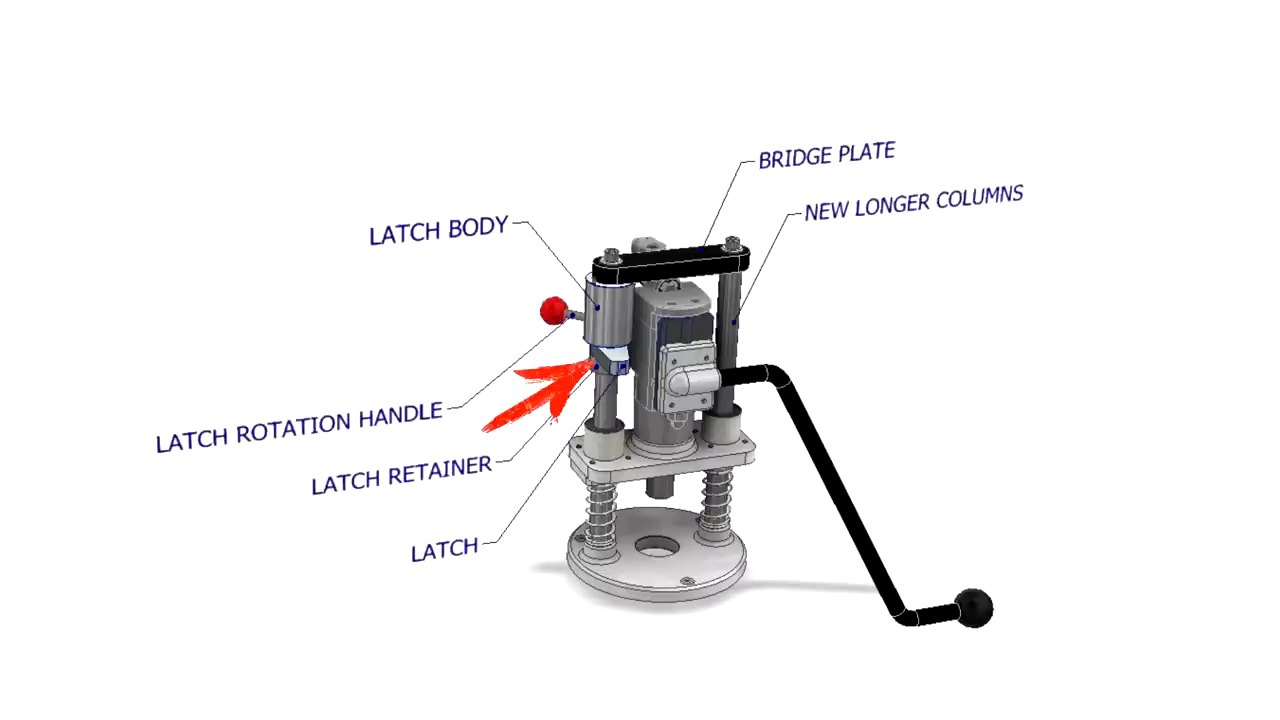 BRIDGE PLATE
NEW LONGER COLUMNS
LATCH BODY
LATCH ROTATION HANDLE
LATCH RETAINER
LATCH